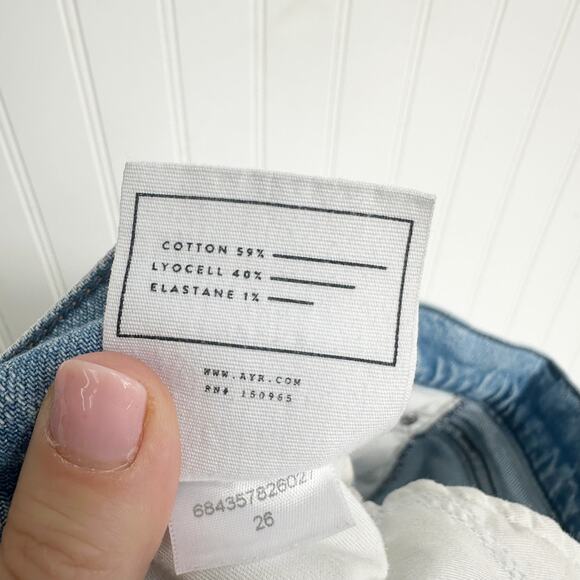 COTTON 59%
LYOCELL 40%
ELASTANE 1%
WWW.AYR.COM
RN# 150965
26